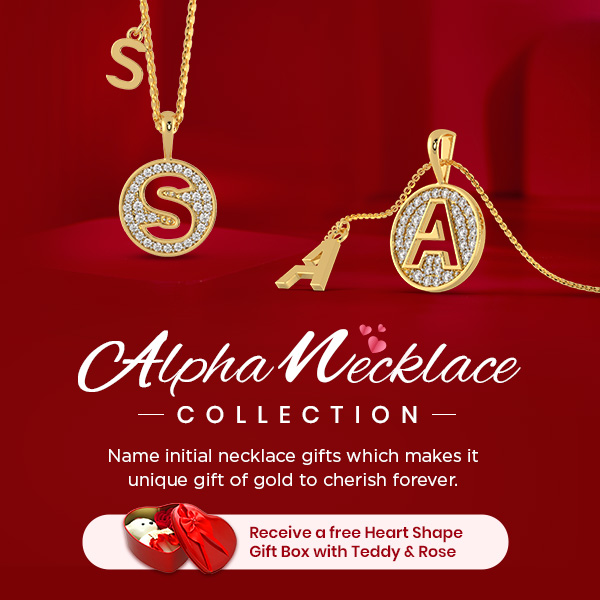 S
S
A
A
Alpha Necklace
COLLECTION
Name initial necklace gifts which makes it
unique gift of gold to cherish forever.
Receive a free Heart Shape
Gift Box with Teddy & Rose